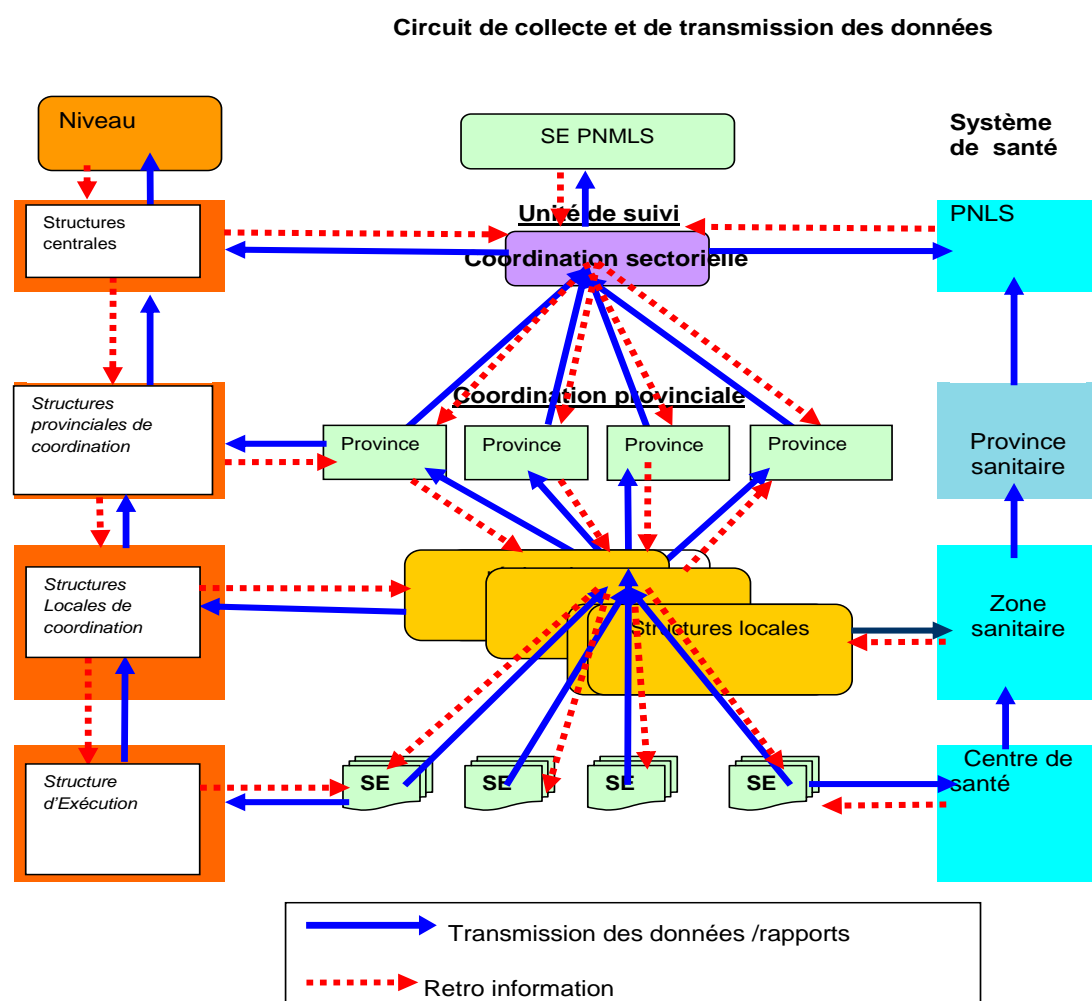 Circuit de collecte et de transmission des données
Niveau
SE PNMLS
Système
de santé
Structures
centrales
Unité de suivi
Coordination sectorielle
PNLS
Structures
provinciales de
coordination
Coordination provinciale
Province
Province
Province
Province
Province
sanitaire
Structures
Locales de
coordination
Structures locales
Zone
sanitaire
Structure
d'Exécution
SE
SE
SE
SE
Centre de
santé
Transmission des données /rapports
Retro information